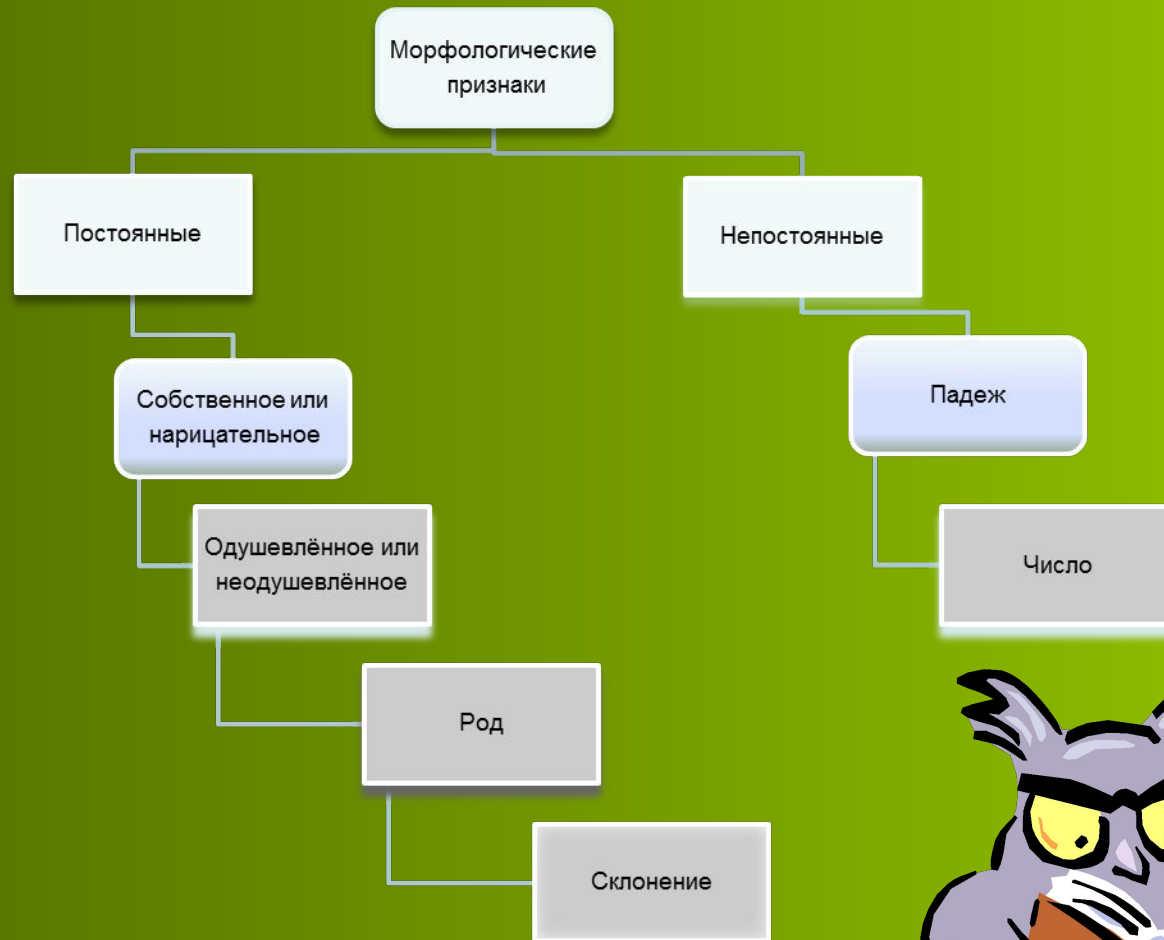 Морфологические
признаки
Постоянные
Непостоянные
Собственное или
нарицательное
Падеж
Одушевлённое или
неодушевлённое
Число
Род
Склонение